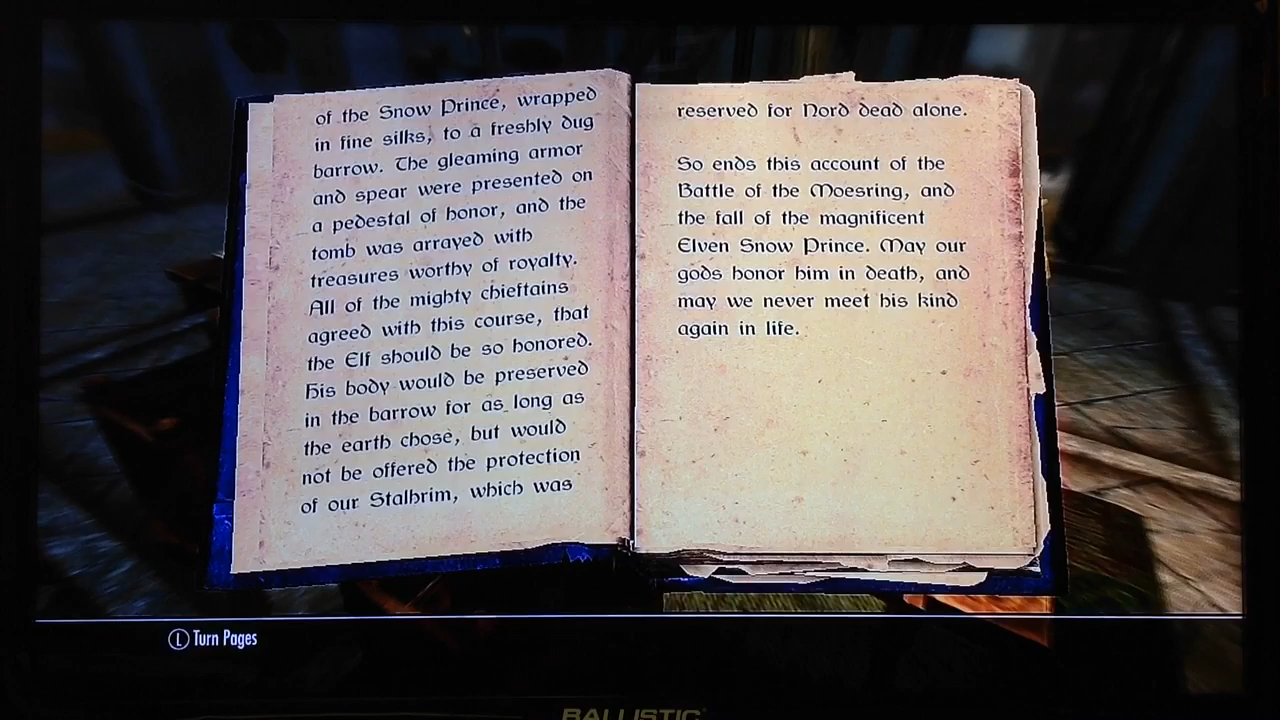 of the Snow Prince, wrapped
in fine silks, to a freshly dug
barrow. The gleaming armor
and spear were presented on
a pedestal of honor, and the
tomb was arrayed with
treasures worthy of royalty.
All of the mighty chieftains
agreed with this course, that
the Elf should be so honored.
His body would be preserved
in the barrow for as long as
the earth chose, but would
not be offered the protection
of our Stalhrim, which was
reserved for Nord dead alone.
So ends this account of the
Battle of the Moesring, and
the fall of the magnificent
Elven Snow Prince. May our
gods honor him in death, and
may we never meet his kind
again in life.
L Turn Pages
BALLISTIC